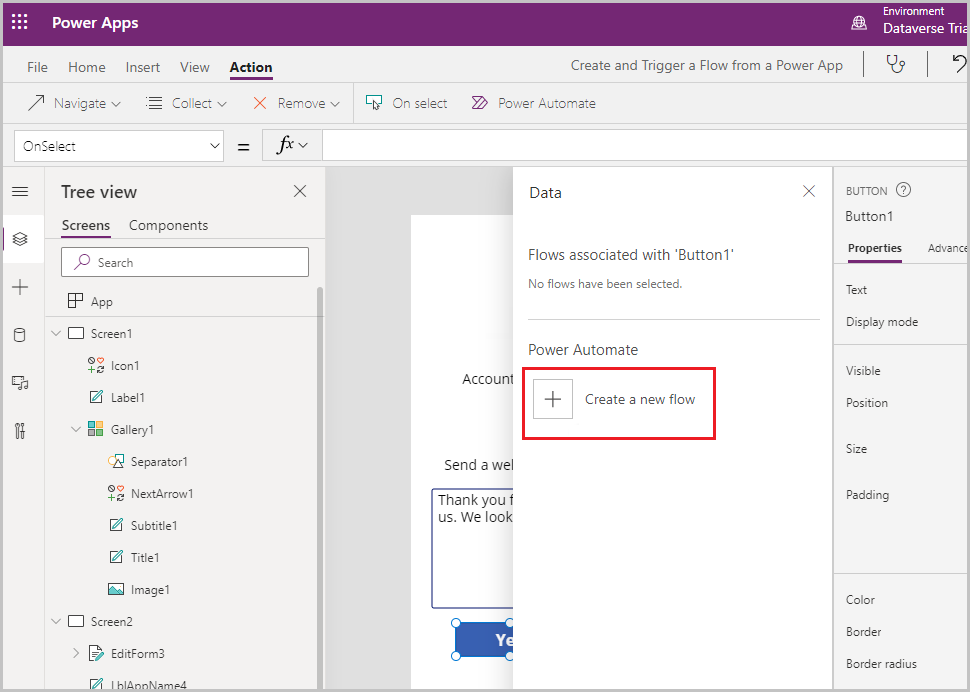 Power Apps
Environment
Dataverse Tria
File Home Insert View Action
Create and Trigger a Flow from a Power App
Navigate Collect Remove On select Power Automate
OnSelect = fx
Tree view
Screens Components
Search
App
Screen1
Icon1
Label1
Gallery1
Separator1
NextArrow1
Subtitle1
Title1
Image1
Screen2
EditForm3
LblAppName4
Account
Send a wel
Thank you f
us. We look
Ye
Data
Flows associated with 'Button1'
No flows have been selected.
Power Automate
Create a new flow
BUTTON ?
Button1
Properties Advance
Text
Display mode
Visible
Position
Size
Padding
Color
Border
Border radius